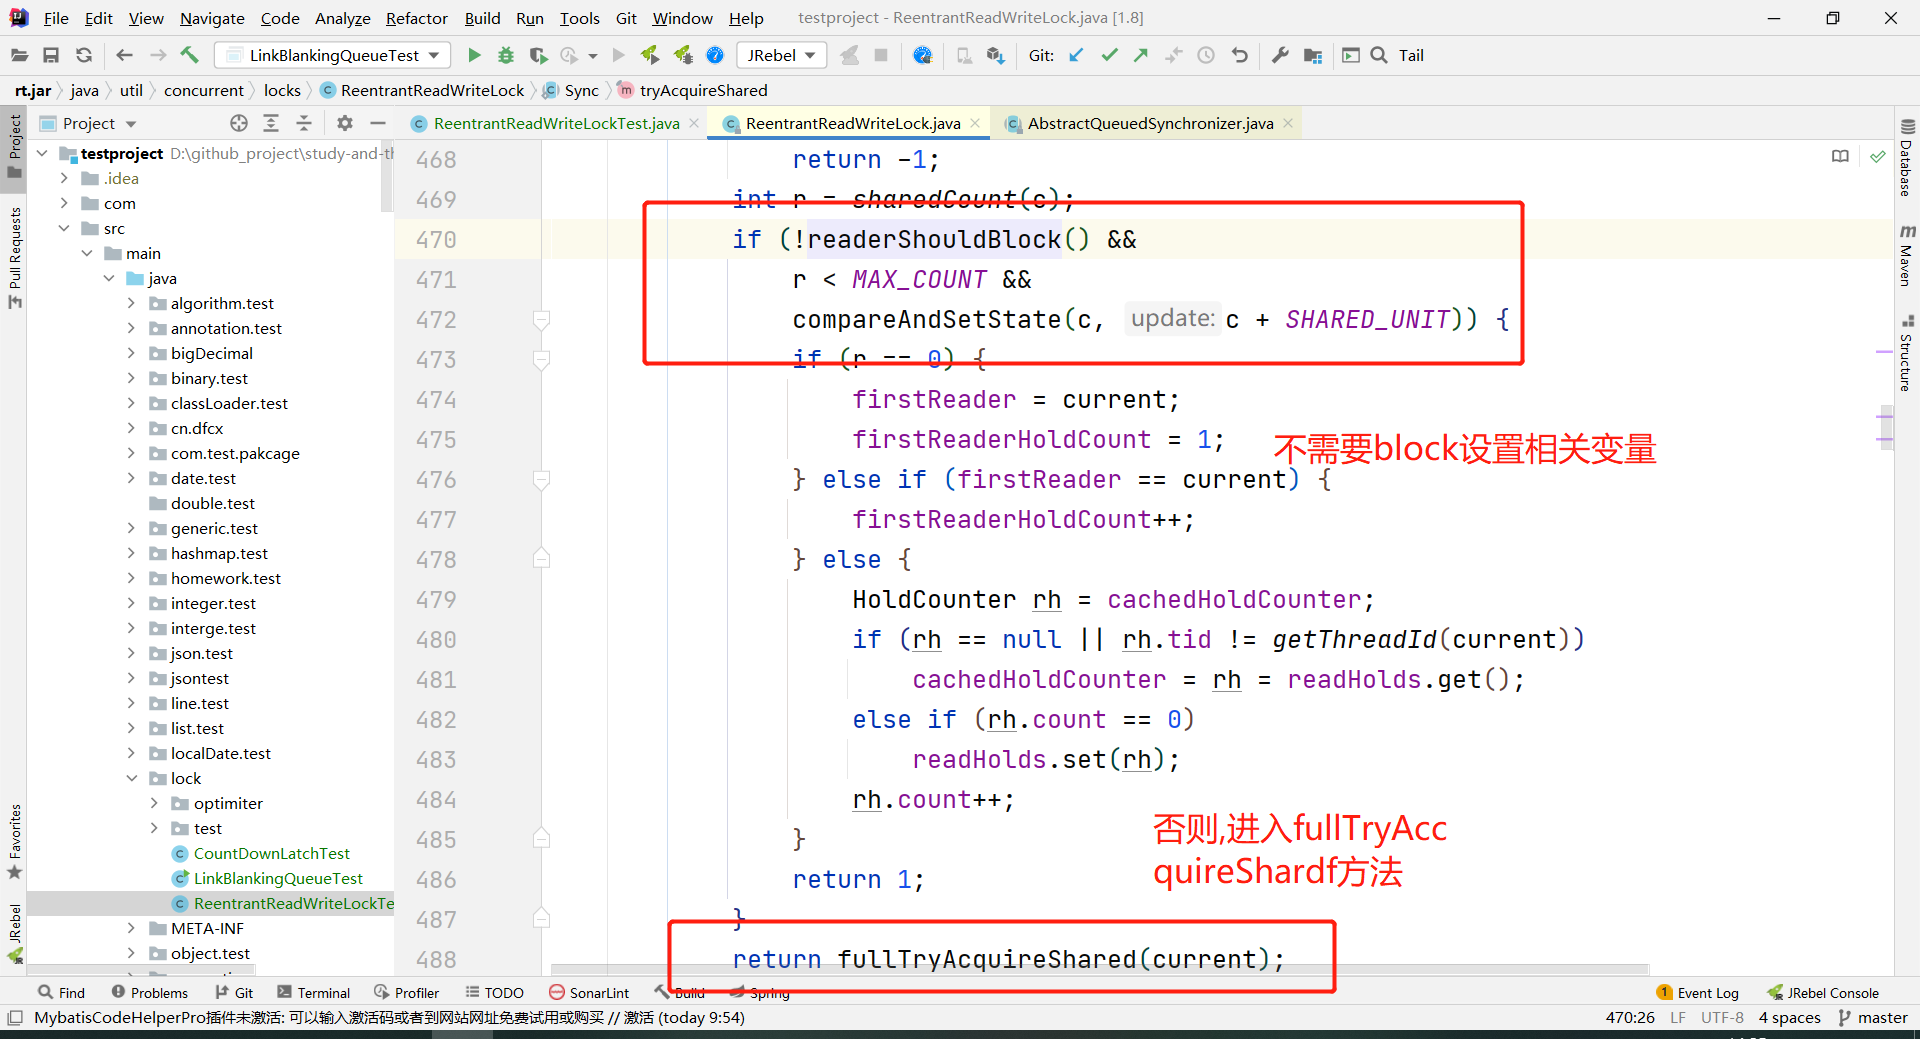 File Edit View Navigate Code Analyze Refactor Build Run Tools Git Window Help testproject - ReentrantReadWriteLock.java [1.8]
LinkBlankingQueueTest JRebel Git: Tail
rt.jar java util concurrent locks ReentrantReadWriteLock Sync tryAcquireShared
Project
ReentrantReadWriteLockTest.java ReentrantReadWriteLock.java AbstractQueuedSynchronizer.java
Project
Pull Requests
Favorites
JRebel
testproject D:\github_project\study-and-th
.idea
com
src
main
java
algorithm.test
annotation.test
bigDecimal
binary.test
classLoader.test
cn.dfcx
com.test.pakcage
date.test
double.test
generic.test
hashmap.test
homework.test
integer.test
interge.test
json.test
jsontest
line.test
list.test
localDate.test
lock
optimiter
test
CountDownLatchTest
LinkBlankingQueueTest
ReentrantReadWriteLockTe
META-INF
object.test
468 return -1;
469 int r = sharedCount(c);
470 if (!readerShouldBlock() &&
471 r < MAX_COUNT &&
472 compareAndSetState(c, update: c + SHARED_UNIT)) {
473 if (r == 0) {
474 firstReader = current;
475 firstReaderHoldCount = 1;
不需要block设置相关变量
476 } else if (firstReader == current) {
477 firstReaderHoldCount++;
478 } else {
479 HoldCounter rh = cachedHoldCounter;
480 if (rh == null || rh.tid != getThreadId(current))
481 cachedHoldCounter = rh = readHolds.get();
482 else if (rh.count == 0)
483 readHolds.set(rh);
484 rh.count++;
否则,进入fullTryAcc
quireShardf方法
485 }
486 return 1;
487 }
488 return fullTryAcquireShared(current);
Database
Maven
Structure
Find Problems Git Terminal Profiler TODO SonarLint Build Spring 1 Event Log JRebel Console
MybatisCodeHelperPro插件未激活: 可以输入激活码或者到网站网址免费试用或购买 // 激活 (today 9:54) 470:26 LF UTF-8 4 spaces master